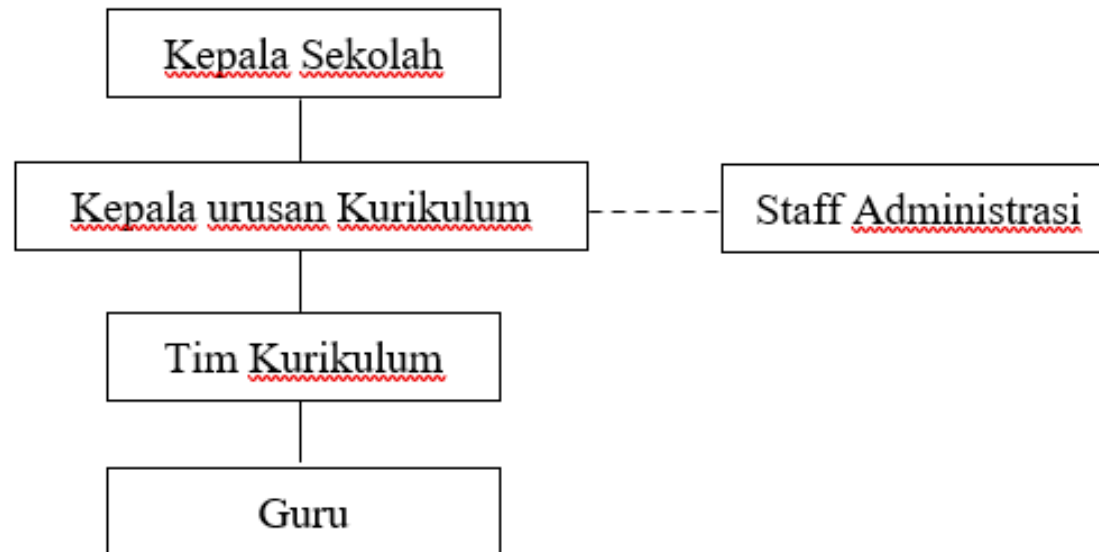 Kepala Sekolah
Kepala urusan Kurikulum
Staff Administrasi
Tim Kurikulum
Guru